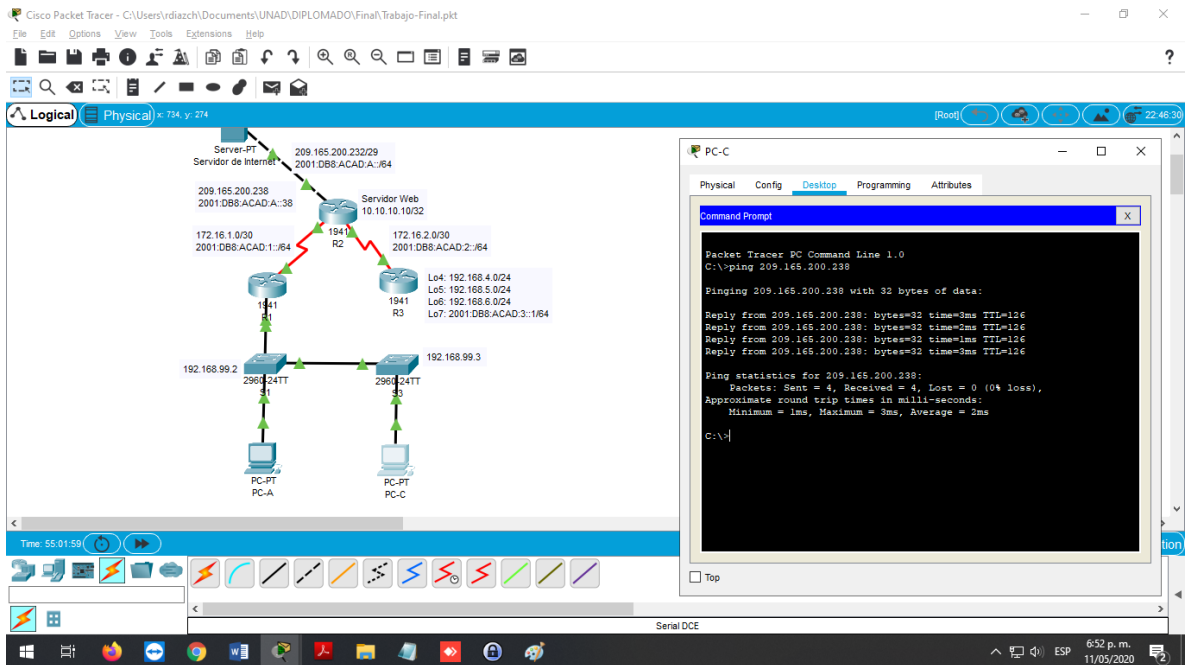 Cisco Packet Tracer - C:\Users\rdiazch\Documents\UNAD\DIPLOMADO\Final\Trabajo-Final.pkt
File Edit Options View Tools Extensions Help
?
Logical Physical x: 734, y: 274 [Root] 22:46:30
Server-PT
Servidor de Internet
209.165.200.232/29
2001:DB8:ACAD:A::/64
209.165.200.238
2001:DB8:ACAD:A::38
Servidor Web
10.10.10.10/32
1941
R2
172.16.1.0/30
2001:DB8:ACAD:1::/64
172.16.2.0/30
2001:DB8:ACAD:2::/64
1941
R1
1941
R3
Lo4: 192.168.4.0/24
Lo5: 192.168.5.0/24
Lo6: 192.168.6.0/24
Lo7: 2001:DB8:ACAD:3::1/64
192.168.99.2
2960-24TT
S1
192.168.99.3
2960-24TT
S3
PC-PT
PC-A
PC-PT
PC-C
PC-C
Physical Config Desktop Programming Attributes
Command Prompt X
Packet Tracer PC Command Line 1.0
C:\>ping 209.165.200.238
Pinging 209.165.200.238 with 32 bytes of data:
Reply from 209.165.200.238: bytes=32 time=3ms TTL=126
Reply from 209.165.200.238: bytes=32 time=2ms TTL=126
Reply from 209.165.200.238: bytes=32 time=1ms TTL=126
Reply from 209.165.200.238: bytes=32 time=3ms TTL=126
Ping statistics for 209.165.200.238:
Packets: Sent = 4, Received = 4, Lost = 0 (0% loss),
Approximate round trip times in milli-seconds:
Minimum = 1ms, Maximum = 3ms, Average = 2ms
C:\>
Top
Time: 55:01:59
tion
Serial DCE
ESP
6:52 p. m.
11/05/2020
2